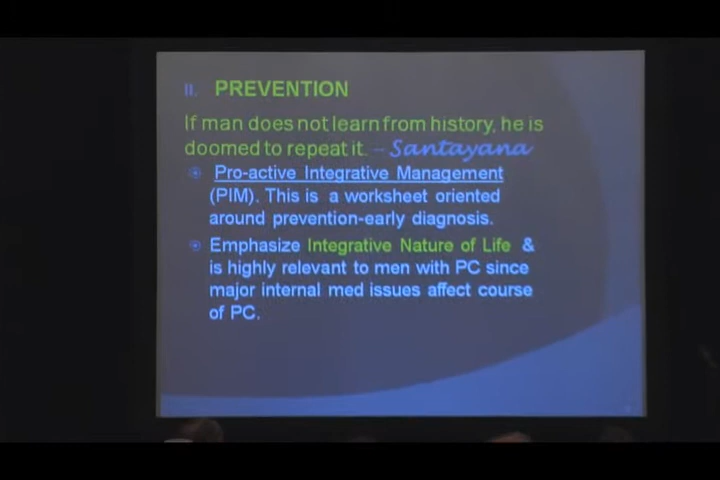 II. PREVENTION
If man does not learn from history, he is
doomed to repeat it. – Santayana
Pro-active Integrative Management
(PIM). This is a worksheet oriented
around prevention-early diagnosis.
Emphasize Integrative Nature of Life &
is highly relevant to men with PC since
major internal med issues affect course
of PC.